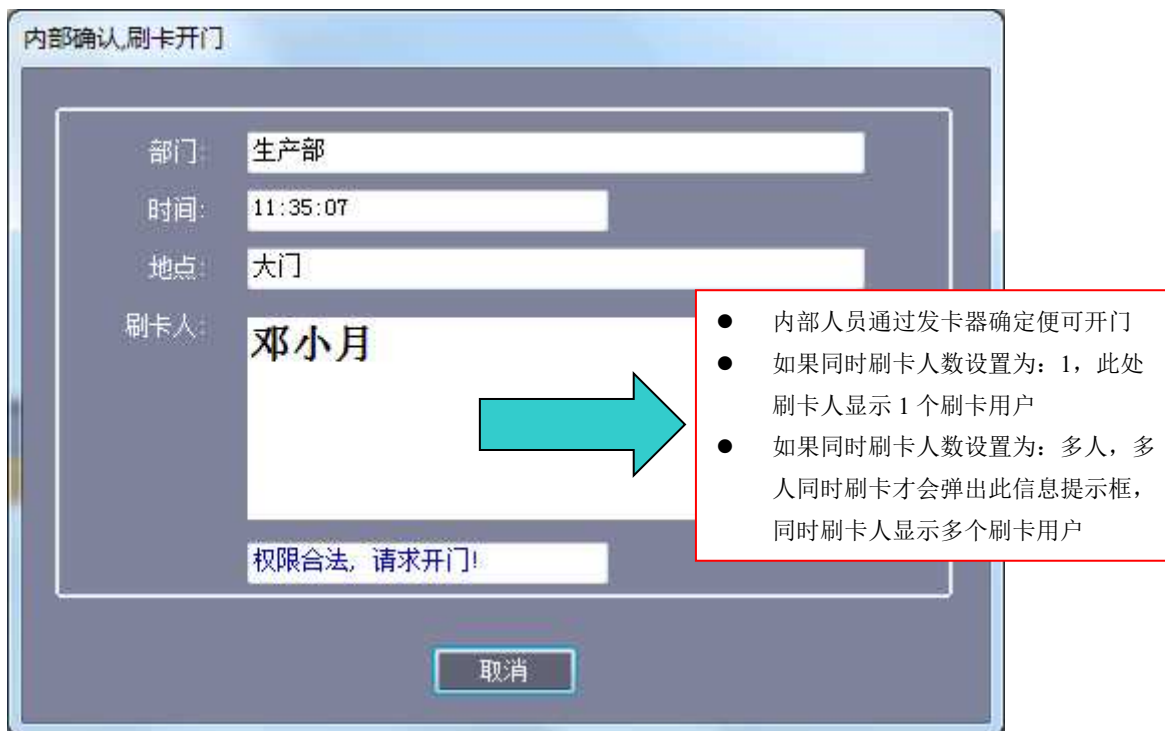 内部确认,刷卡开门
部门: 生产部
时间: 11:35:07
地点: 大门
刷卡人: 邓小月
● 内部人员通过发卡器确定便可开门
● 如果同时刷卡人数设置为：1，此处
刷卡人显示 1 个刷卡用户
● 如果同时刷卡人数设置为：多人，多
人同时刷卡才会弹出此信息提示框，
同时刷卡人显示多个刷卡用户
权限合法, 请求开门!
取消